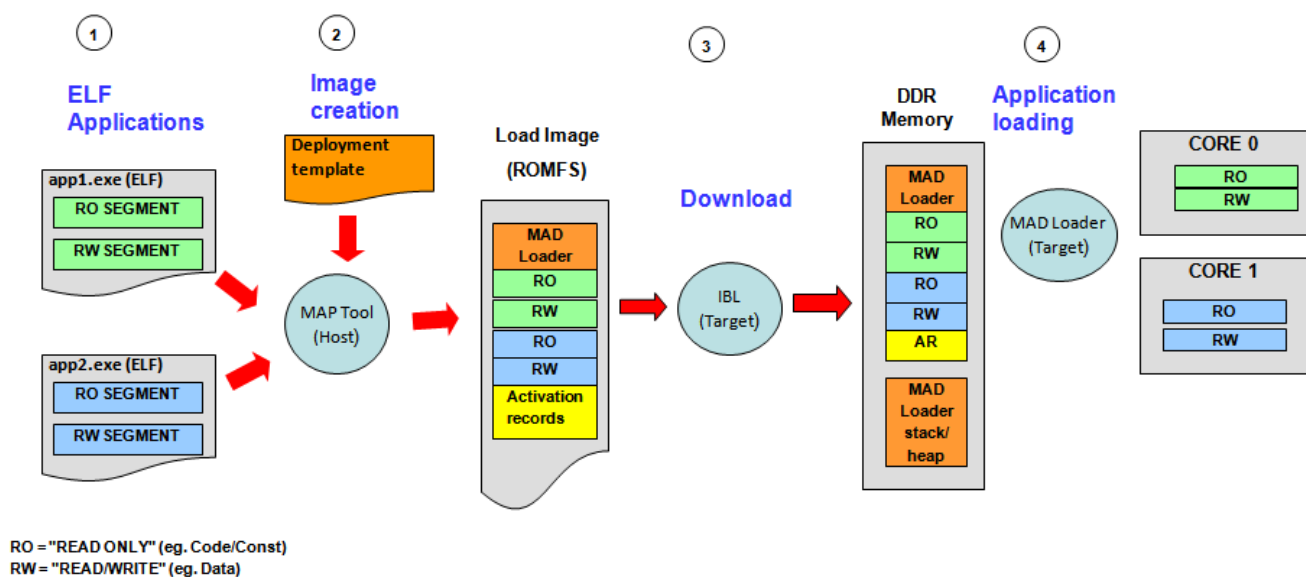 1
ELF
Applications
app1.exe (ELF)
RO SEGMENT
RW SEGMENT
app2.exe (ELF)
RO SEGMENT
RW SEGMENT
2
Image
creation
Deployment
template
MAP Tool
(Host)
Load Image
(ROMFS)
MAD
Loader
RO
RW
RO
RW
Activation
records
3
Download
IBL
(Target)
DDR
Memory
MAD
Loader
RO
RW
RO
RW
AR
MAD
Loader
stack/
heap
4
Application
loading
MAD Loader
(Target)
CORE 0
RO
RW
CORE 1
RO
RW
RO = "READ ONLY" (eg. Code/Const)
RW = "READ/WRITE" (eg. Data)